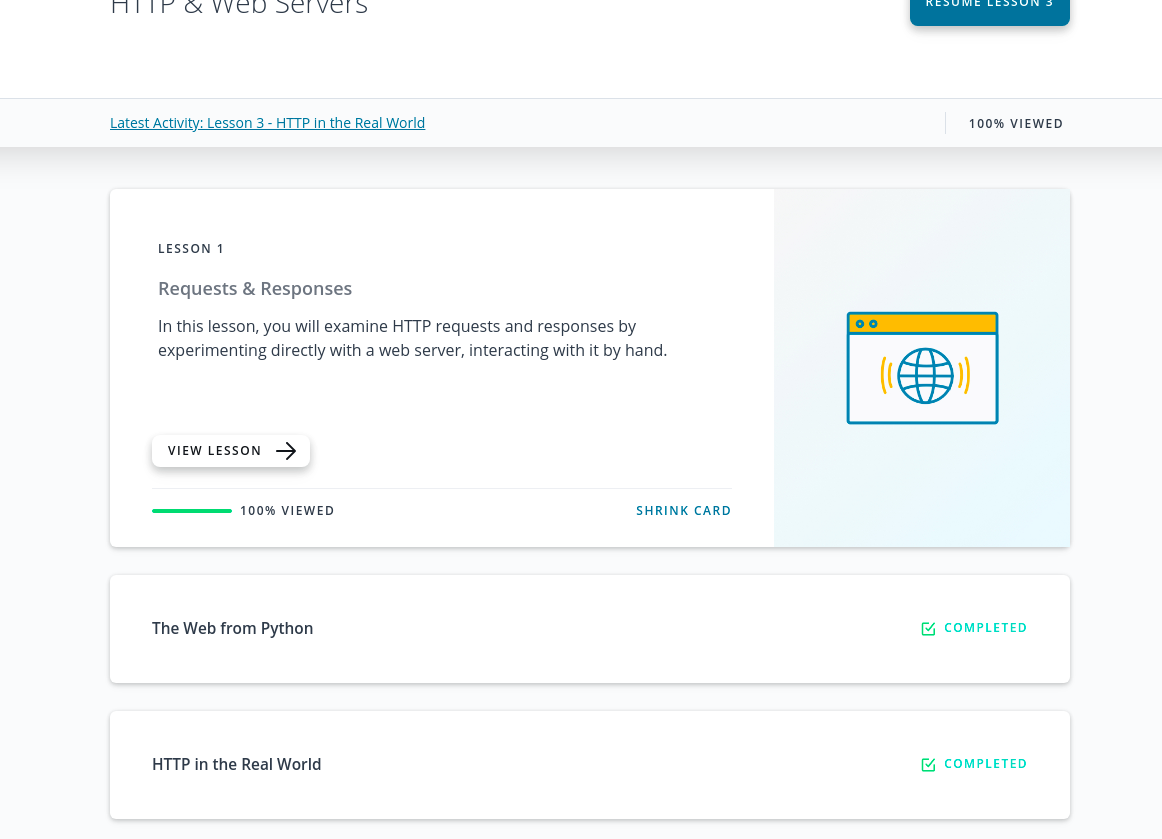 HTTP & Web Servers
RESUME LESSON 3
Latest Activity: Lesson 3 - HTTP in the Real World
100% VIEWED
LESSON 1
Requests & Responses
In this lesson, you will examine HTTP requests and responses by
experimenting directly with a web server, interacting with it by hand.
VIEW LESSON
100% VIEWED
SHRINK CARD
The Web from Python
COMPLETED
HTTP in the Real World
COMPLETED